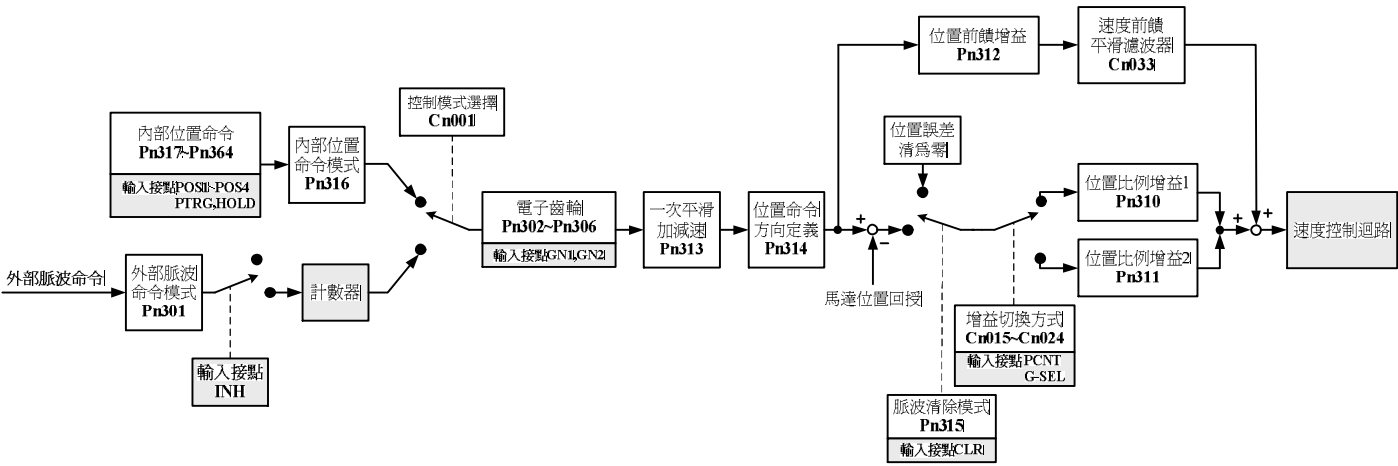 內部位置命令
Pn317~Pn364
輸入接點POS1~POS4
PTRG,HOLD
內部位置
命令模式
Pn316
控制模式選擇
Cn001
外部脈波命令
外部脈波
命令模式
Pn301
輸入接點
INH
計數器
電子齒輪
Pn302~Pn306
輸入接點GN1,GN2
一次平滑
加減速
Pn313
位置命令
方向定義
Pn314
+
−
馬達位置回授
位置誤差
清為零
位置前饋增益
Pn312
速度前饋
平滑濾波器
Cn033
位置比例增益1
Pn310
位置比例增益2
Pn311
增益切換方式
Cn015~Cn024
輸入接點PCNT
G-SEL
脈波清除模式
Pn315
輸入接點CLR
+
+
速度控制迴路